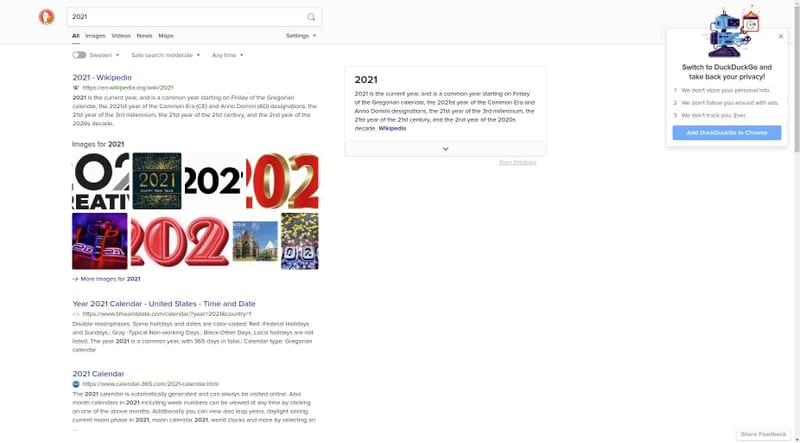 2021
All Images Videos News Maps Settings
Sweden Safe search: moderate Any time
2021 - Wikipedia
https://en.wikipedia.org/wiki/2021
2021 is the current year, and is a common year starting on Friday of the Gregorian
calendar, the 2021st year of the Common Era (CE) and Anno Domini (AD) designations, the
21st year of the 3rd millennium, the 21st year of the 21st century, and the 2nd year of the
2020s decade.
Images for 2021
2021
HAPPY NEW YEAR
202
202
EATIV
202
More Images for 2021
Year 2021 Calendar - United States - Time and Date
https://www.timeanddate.com/calendar/?year=2021&country=1
Disable moonphases. Some holidays and dates are color-coded: Red -Federal Holidays
and Sundays.; Gray -Typical Non-working Days.; Black-Other Days. Local holidays are not
listed. The year 2021 is a common year, with 365 days in total.; Calendar type: Gregorian
calendar
2021 Calendar
https://www.calendar-365.com/2021-calendar.html
The 2021 calendar is automatically generated and can always be visited online. Also
month calendars in 2021 including week numbers can be viewed at any time by clicking
on one of the above months. Additionally you can view also leap years, daylight saving,
current moon phase in 2021, moon calendar 2021, world clocks and more by selecting an
...
2021
2021 is the current year, and is a common year starting on Friday
of the Gregorian calendar, the 2021st year of the Common Era and
Anno Domini designations, the 21st year of the 3rd millennium, the
21st year of the 21st century, and the 2nd year of the 2020s
decade. Wikipedia
Share Feedback
Switch to DuckDuckGo and
take back your privacy!
1 We don't store your personal info.
2 We don't follow you around with ads.
3 We don't track you. Ever.
Add DuckDuckGo to Chrome
Share Feedback